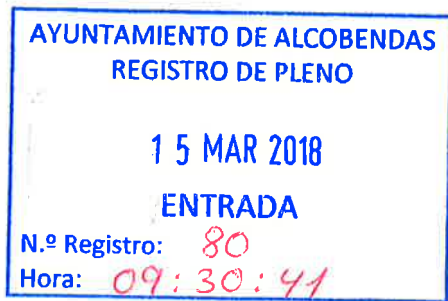 AYUNTAMIENTO DE ALCOBENDAS
REGISTRO DE PLENO
1 5 MAR 2018
ENTRADA
N.º Registro: 80
Hora: 09:30:41